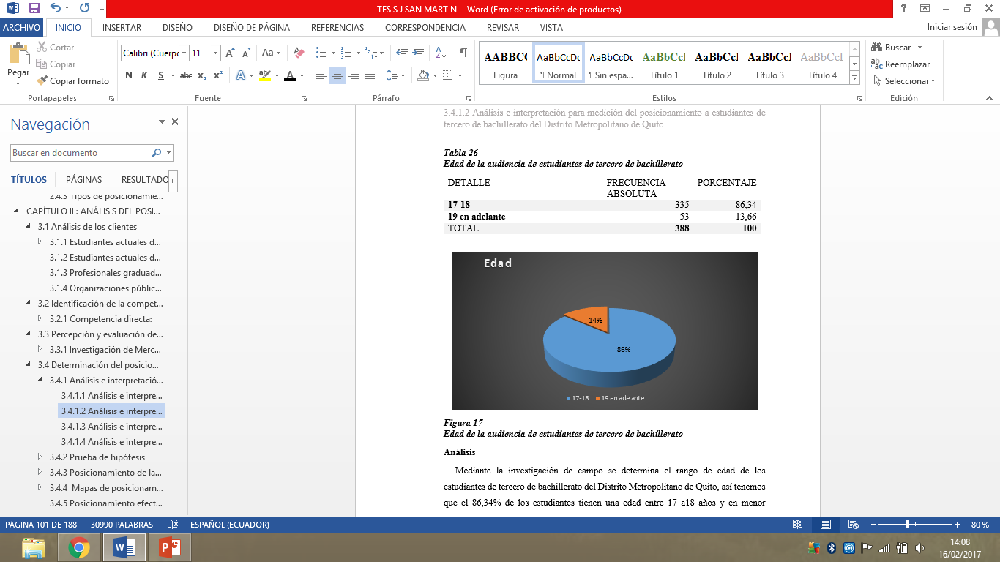 TESIS J SAN MARTIN - Word (Error de activación de productos)
ARCHIVO INICIO INSERTAR DISEÑO DISEÑO DE PÁGINA REFERENCIAS CORRESPONDENCIA REVISAR VISTA Iniciar sesión
Pegar
Cortar
Copiar
Copiar formato
Portapapeles
Calibri (Cuerpo 11
N K S abc x₂ x²
Fuente
Párrafo
AABBC AaBbCcDc AaBbCcDc AaBbCcI AaBbCcI AaBbCcI AaBbCcI
Figura ¶ Normal ¶ Sin espa... Título 1 Título 2 Título 3 Título 4
Estilos
Buscar
Reemplazar
Seleccionar
Edición
Navegación
Buscar en documento
TÍTULOS PÁGINAS RESULTADO
2.4.3 Tipos de posicionamie...
CAPÍTULO III: ANÁLISIS DEL POSI...
3.1 Análisis de los clientes
3.1.1 Estudiantes actuales d...
3.1.2 Estudiantes actuales d...
3.1.3 Profesionales graduad...
3.1.4 Organizaciones públic...
3.2 Identificación de la compet...
3.2.1 Competencia directa:
3.3 Percepción y evaluación de...
3.3.1 Investigación de Merc...
3.4 Determinación del posicio...
3.4.1 Análisis e interpretació...
3.4.1.1 Análisis e interpre...
3.4.1.2 Análisis e interpre...
3.4.1.3 Análisis e interpre...
3.4.1.4 Análisis e interpre...
3.4.2 Prueba de hipótesis
3.4.3 Posicionamiento de la...
3.4.4 Mapas de posicionam...
3.4.5 Posicionamiento efect...
3.4.1.2 Análisis e interpretación para medición del posicionamiento a estudiantes de
tercero de bachillerato del Distrito Metropolitano de Quito.
Tabla 26
Edad de la audiencia de estudiantes de tercero de bachillerato
DETALLE FRECUENCIA ABSOLUTA PORCENTAJE
17-18 335 86,34
19 en adelante 53 13,66
TOTAL 388 100
Edad
14%
86%
17-18 19 en adelante
Figura 17
Edad de la audiencia de estudiantes de tercero de bachillerato
Análisis
Mediante la investigación de campo se determina el rango de edad de los
estudiantes de tercero de bachillerato del Distrito Metropolitano de Quito, así tenemos
que el 86,34% de los estudiantes tienen una edad entre 17 a18 años y en menor
PÁGINA 101 DE 188 30990 PALABRAS ESPAÑOL (ECUADOR) 80 %
14:08
16/02/2017